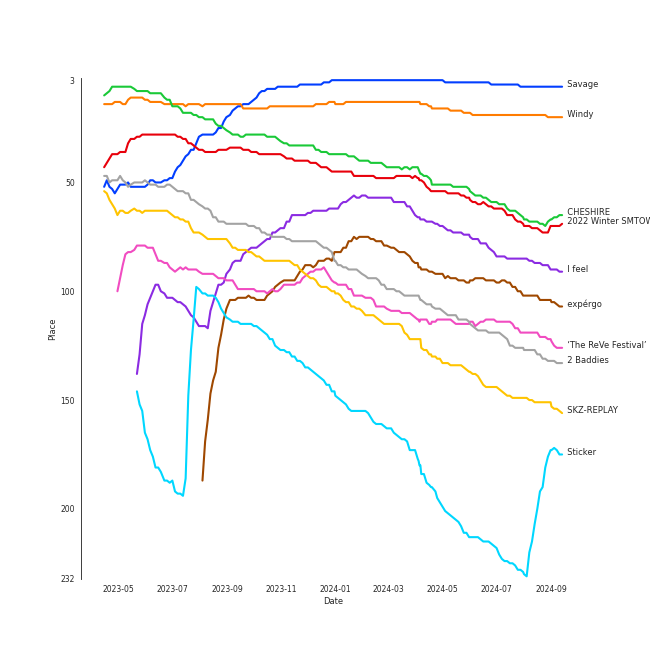 3
50
100
150
200
232
Place
2023-05
2023-07
2023-09
2023-11
2024-01
2024-03
2024-05
2024-07
2024-09
Date
Savage
Windy
CHESHIRE
2022 Winter SMTOW
I feel
expérgo
'The ReVe Festival'
2 Baddies
SKZ-REPLAY
Sticker